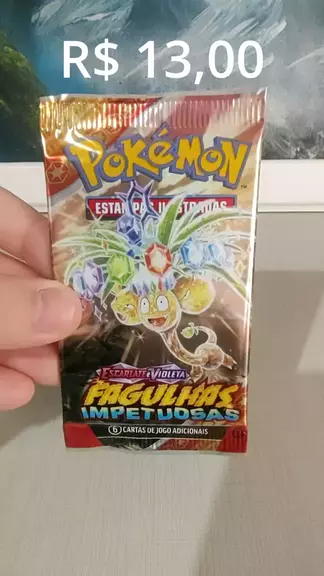 R$ 13,00
POKÉMON
ESTAMPAS ILUSTRADAS
ESCARLATE E VIOLETA
FAGULHAS
IMPETUOSAS
6 CARTAS DE JOGO ADICIONAIS